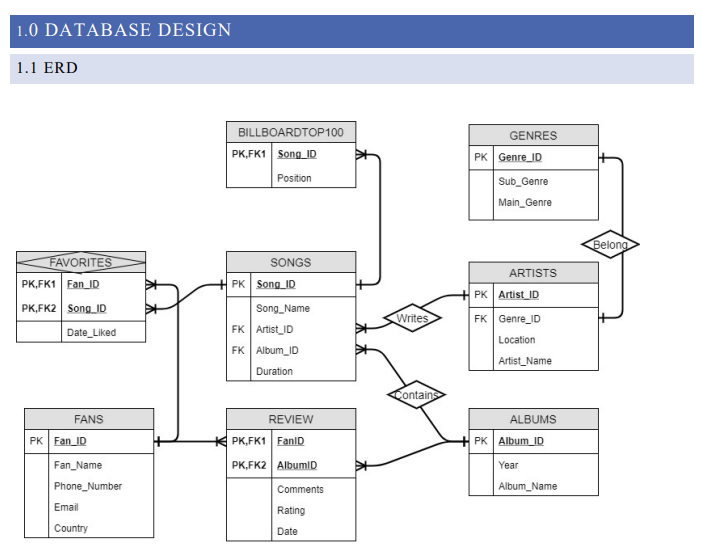 1.0 DATABASE DESIGN
1.1 ERD
BILLBOARDTOP100
PK,FK1 Song_ID
Position
GENRES
PK Genre_ID
Sub_Genre
Main_Genre
Belong
FAVORITES
PK,FK1 Fan_ID
PK,FK2 Song_ID
Date_Liked
SONGS
PK Song_ID
Song_Name
FK Artist_ID
FK Album_ID
Duration
Writes
ARTISTS
PK Artist_ID
FK Genre_ID
Location
Artist_Name
Contains
FANS
PK Fan_ID
Fan_Name
Phone_Number
Email
Country
REVIEW
PK,FK1 FanID
PK,FK2 AlbumID
Comments
Rating
Date
ALBUMS
PK Album_ID
Year
Album_Name